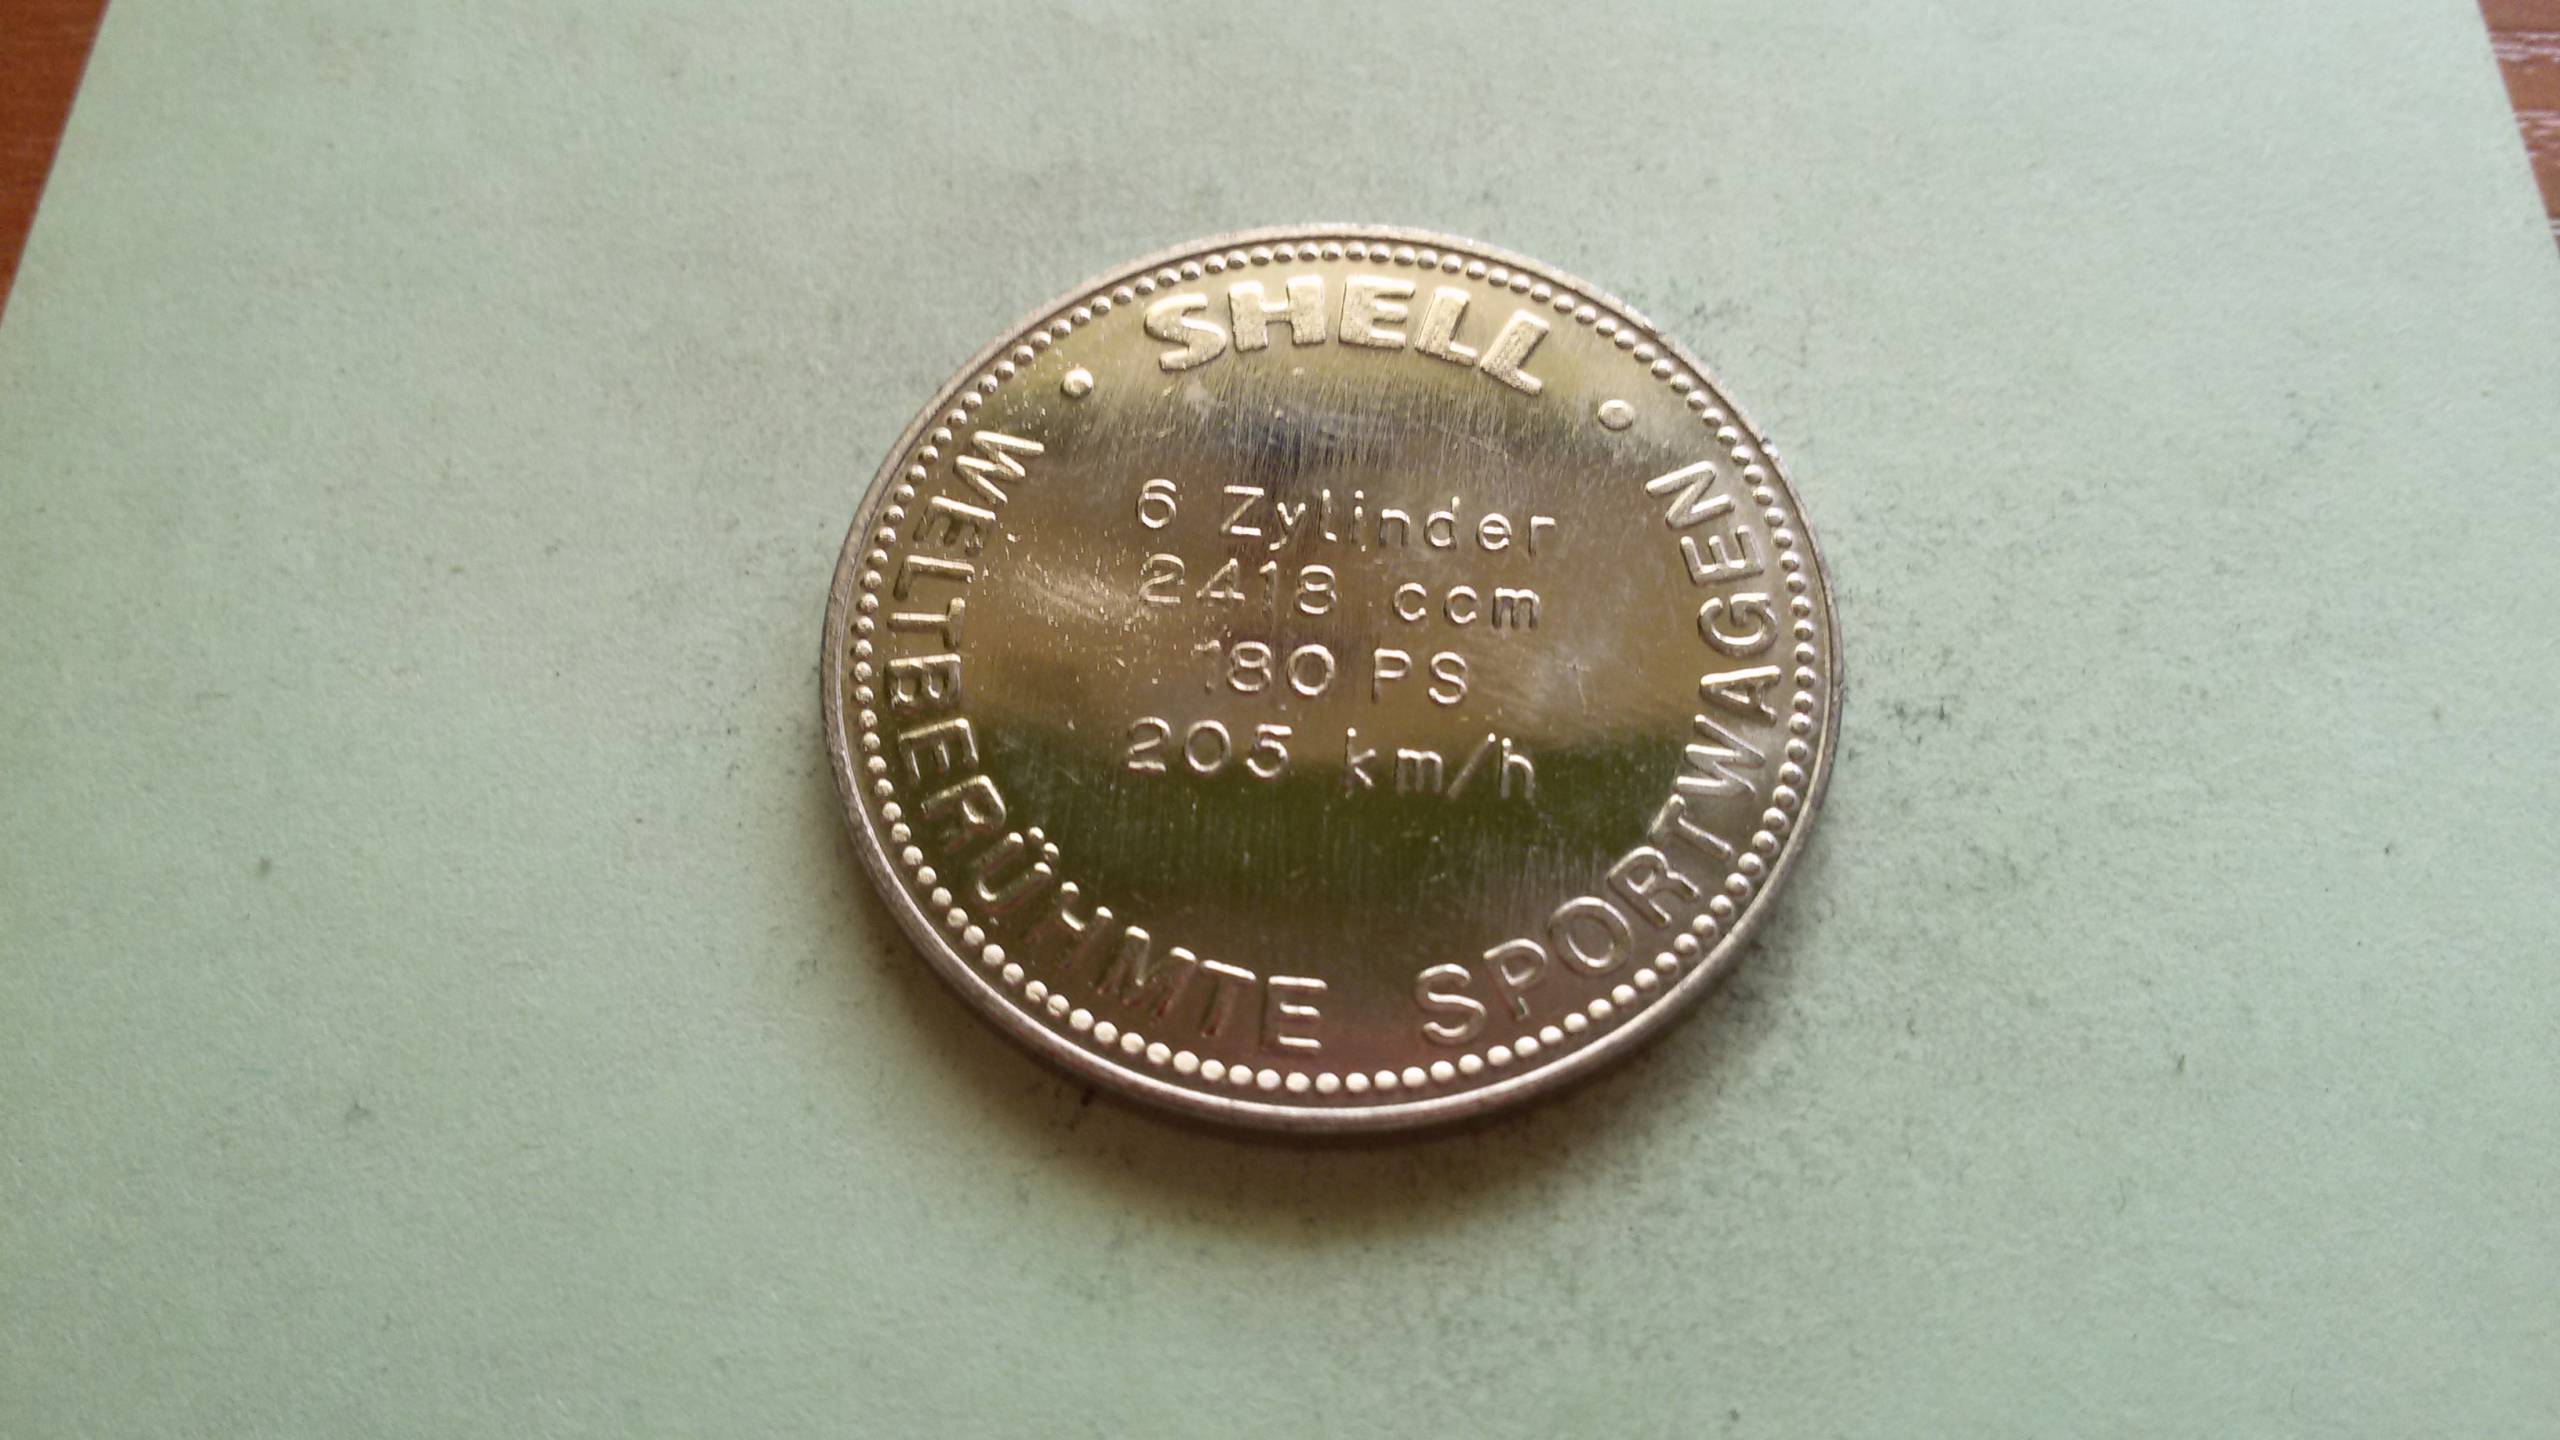 • SHELL •
6 Zylinder
2418 ccm
180 PS
205 km/h
WELTBERÜHMTE SPORTWAGEN